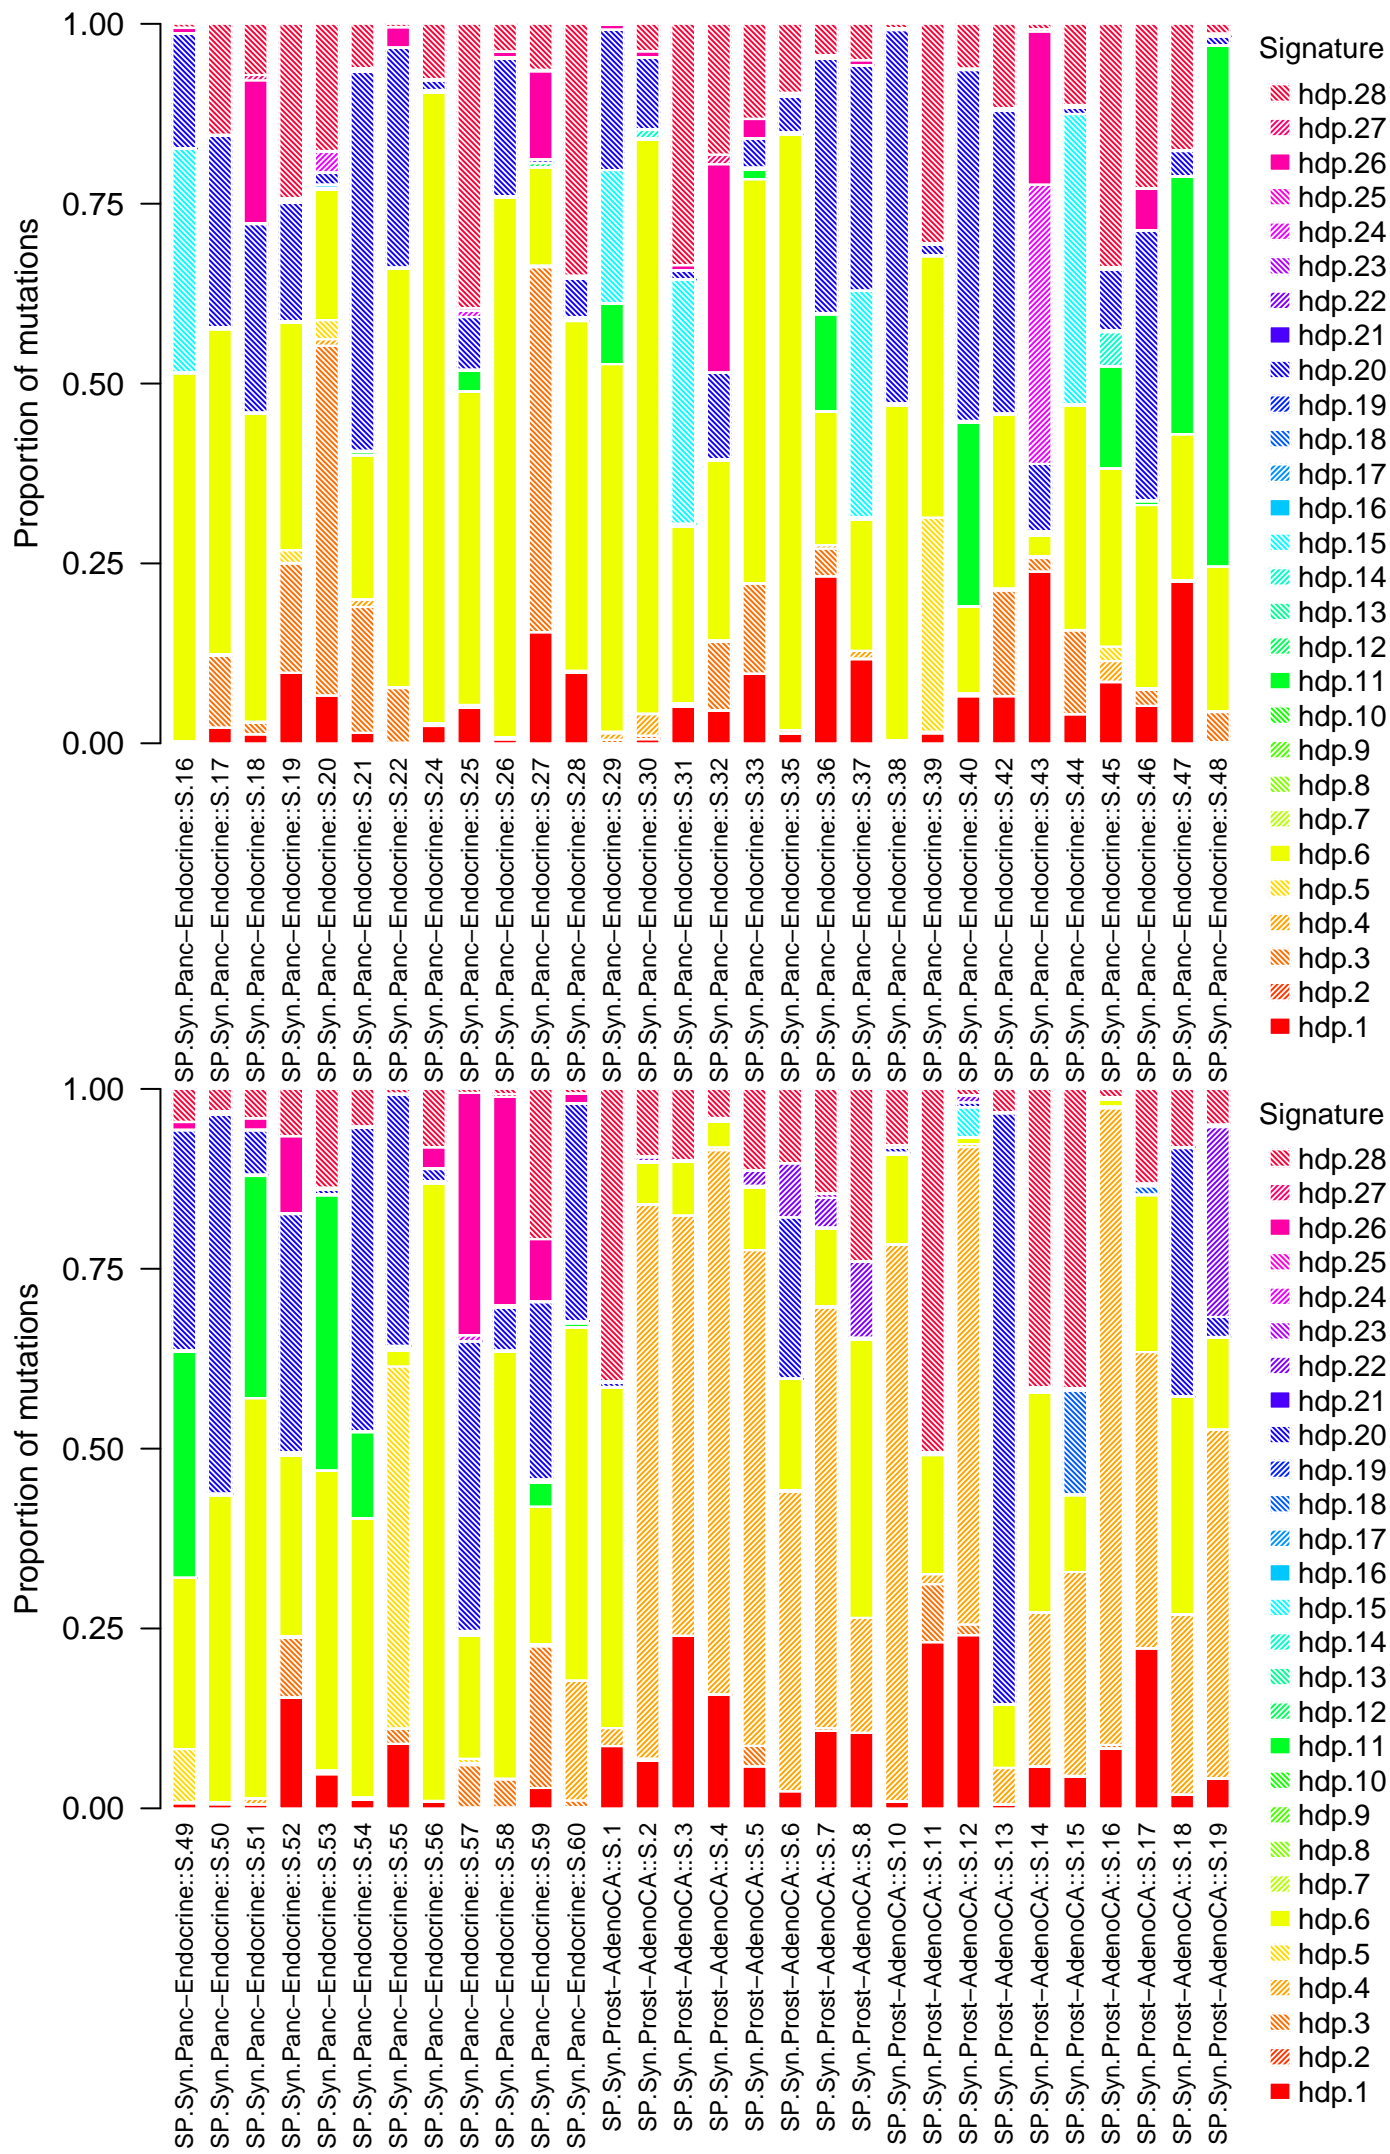 Proportion of mutations
1.00
0.75
0.50
0.25
0.00
SP.Syn.Panc−Endocrine::S.16
SP.Syn.Panc−Endocrine::S.17
SP.Syn.Panc−Endocrine::S.18
SP.Syn.Panc−Endocrine::S.19
SP.Syn.Panc−Endocrine::S.20
SP.Syn.Panc−Endocrine::S.21
SP.Syn.Panc−Endocrine::S.22
SP.Syn.Panc−Endocrine::S.24
SP.Syn.Panc−Endocrine::S.25
SP.Syn.Panc−Endocrine::S.26
SP.Syn.Panc−Endocrine::S.27
SP.Syn.Panc−Endocrine::S.28
SP.Syn.Panc−Endocrine::S.29
SP.Syn.Panc−Endocrine::S.30
SP.Syn.Panc−Endocrine::S.31
SP.Syn.Panc−Endocrine::S.32
SP.Syn.Panc−Endocrine::S.33
SP.Syn.Panc−Endocrine::S.35
SP.Syn.Panc−Endocrine::S.36
SP.Syn.Panc−Endocrine::S.37
SP.Syn.Panc−Endocrine::S.38
SP.Syn.Panc−Endocrine::S.39
SP.Syn.Panc−Endocrine::S.40
SP.Syn.Panc−Endocrine::S.42
SP.Syn.Panc−Endocrine::S.43
SP.Syn.Panc−Endocrine::S.44
SP.Syn.Panc−Endocrine::S.45
SP.Syn.Panc−Endocrine::S.46
SP.Syn.Panc−Endocrine::S.47
SP.Syn.Panc−Endocrine::S.48
Signature
hdp.28
hdp.27
hdp.26
hdp.25
hdp.24
hdp.23
hdp.22
hdp.21
hdp.20
hdp.19
hdp.18
hdp.17
hdp.16
hdp.15
hdp.14
hdp.13
hdp.12
hdp.11
hdp.10
hdp.9
hdp.8
hdp.7
hdp.6
hdp.5
hdp.4
hdp.3
hdp.2
hdp.1
Proportion of mutations
1.00
0.75
0.50
0.25
0.00
SP.Syn.Panc−Endocrine::S.49
SP.Syn.Panc−Endocrine::S.50
SP.Syn.Panc−Endocrine::S.51
SP.Syn.Panc−Endocrine::S.52
SP.Syn.Panc−Endocrine::S.53
SP.Syn.Panc−Endocrine::S.54
SP.Syn.Panc−Endocrine::S.55
SP.Syn.Panc−Endocrine::S.56
SP.Syn.Panc−Endocrine::S.57
SP.Syn.Panc−Endocrine::S.58
SP.Syn.Panc−Endocrine::S.59
SP.Syn.Panc−Endocrine::S.60
SP.Syn.Prost−AdenoCA::S.1
SP.Syn.Prost−AdenoCA::S.2
SP.Syn.Prost−AdenoCA::S.3
SP.Syn.Prost−AdenoCA::S.4
SP.Syn.Prost−AdenoCA::S.5
SP.Syn.Prost−AdenoCA::S.6
SP.Syn.Prost−AdenoCA::S.7
SP.Syn.Prost−AdenoCA::S.8
SP.Syn.Prost−AdenoCA::S.10
SP.Syn.Prost−AdenoCA::S.11
SP.Syn.Prost−AdenoCA::S.12
SP.Syn.Prost−AdenoCA::S.13
SP.Syn.Prost−AdenoCA::S.14
SP.Syn.Prost−AdenoCA::S.15
SP.Syn.Prost−AdenoCA::S.16
SP.Syn.Prost−AdenoCA::S.17
SP.Syn.Prost−AdenoCA::S.18
SP.Syn.Prost−AdenoCA::S.19
Signature
hdp.28
hdp.27
hdp.26
hdp.25
hdp.24
hdp.23
hdp.22
hdp.21
hdp.20
hdp.19
hdp.18
hdp.17
hdp.16
hdp.15
hdp.14
hdp.13
hdp.12
hdp.11
hdp.10
hdp.9
hdp.8
hdp.7
hdp.6
hdp.5
hdp.4
hdp.3
hdp.2
hdp.1